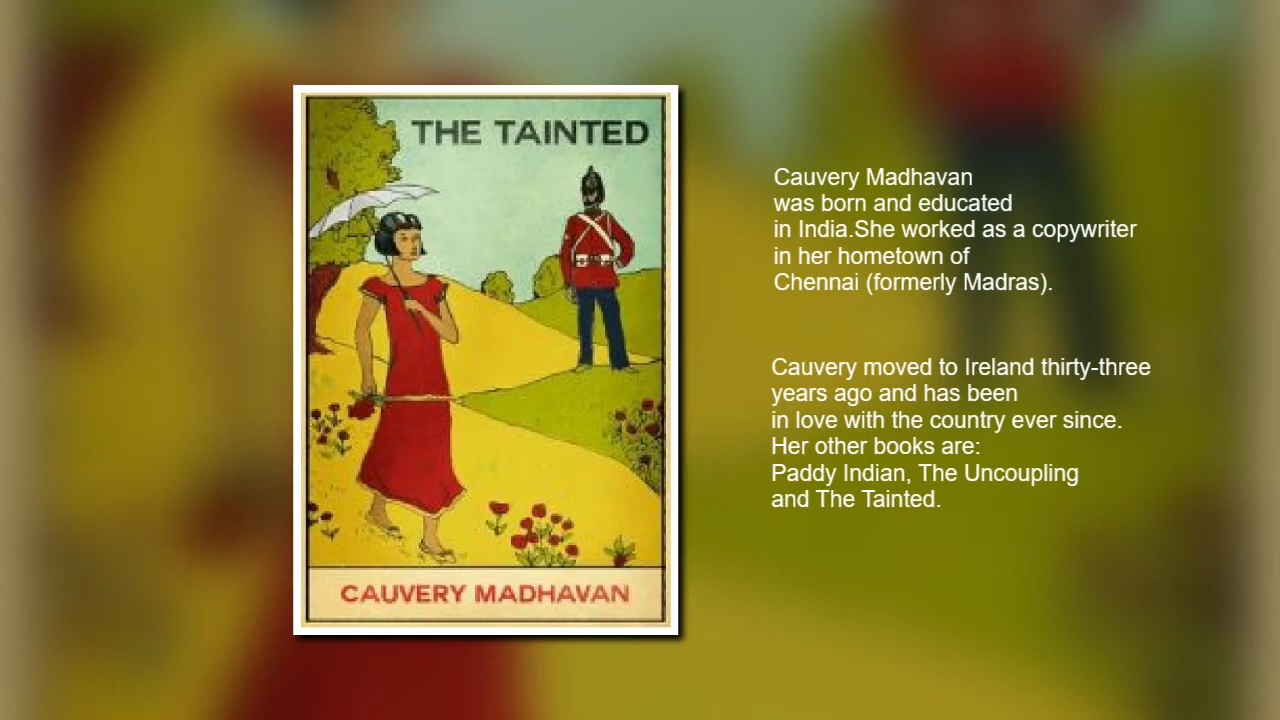 THE TAINTED
CAUVERY MADHAVAN
Cauvery Madhavan
was born and educated
in India.She worked as a copywriter
in her hometown of
Chennai (formerly Madras).
Cauvery moved to Ireland thirty-three
years ago and has been
in love with the country ever since.
Her other books are:
Paddy Indian, The Uncoupling
and The Tainted.